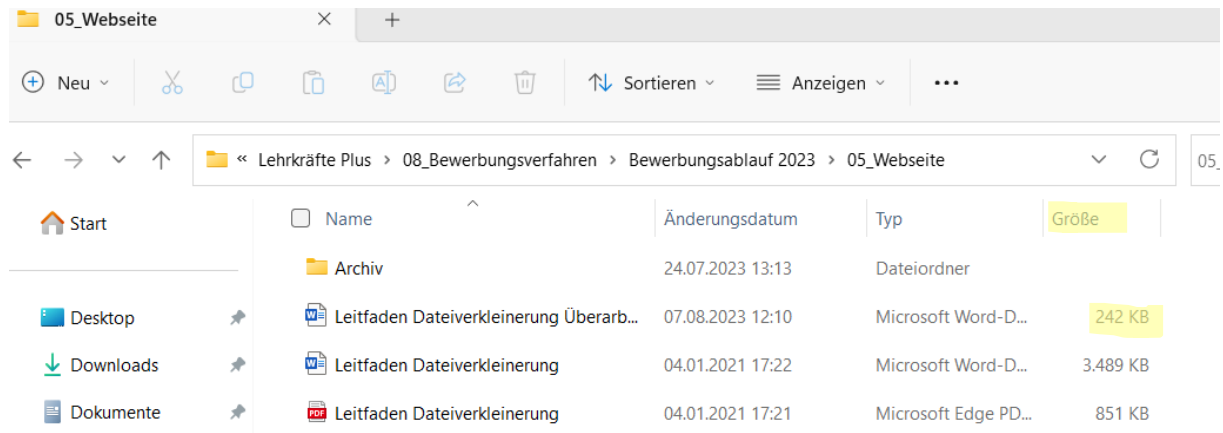 05_Webseite
Neu Sortieren Anzeigen
« Lehrkräfte Plus > 08_Bewerbungsverfahren > Bewerbungsablauf 2023 > 05_Webseite 05_
Start Name Änderungsdatum Typ Größe
Archiv 24.07.2023 13:13 Dateiordner
Desktop Leitfaden Dateiverkleinerung Überarb... 07.08.2023 12:10 Microsoft Word-D... 242 KB
Downloads Leitfaden Dateiverkleinerung 04.01.2021 17:22 Microsoft Word-D... 3.489 KB
Dokumente Leitfaden Dateiverkleinerung 04.01.2021 17:21 Microsoft Edge PD... 851 KB